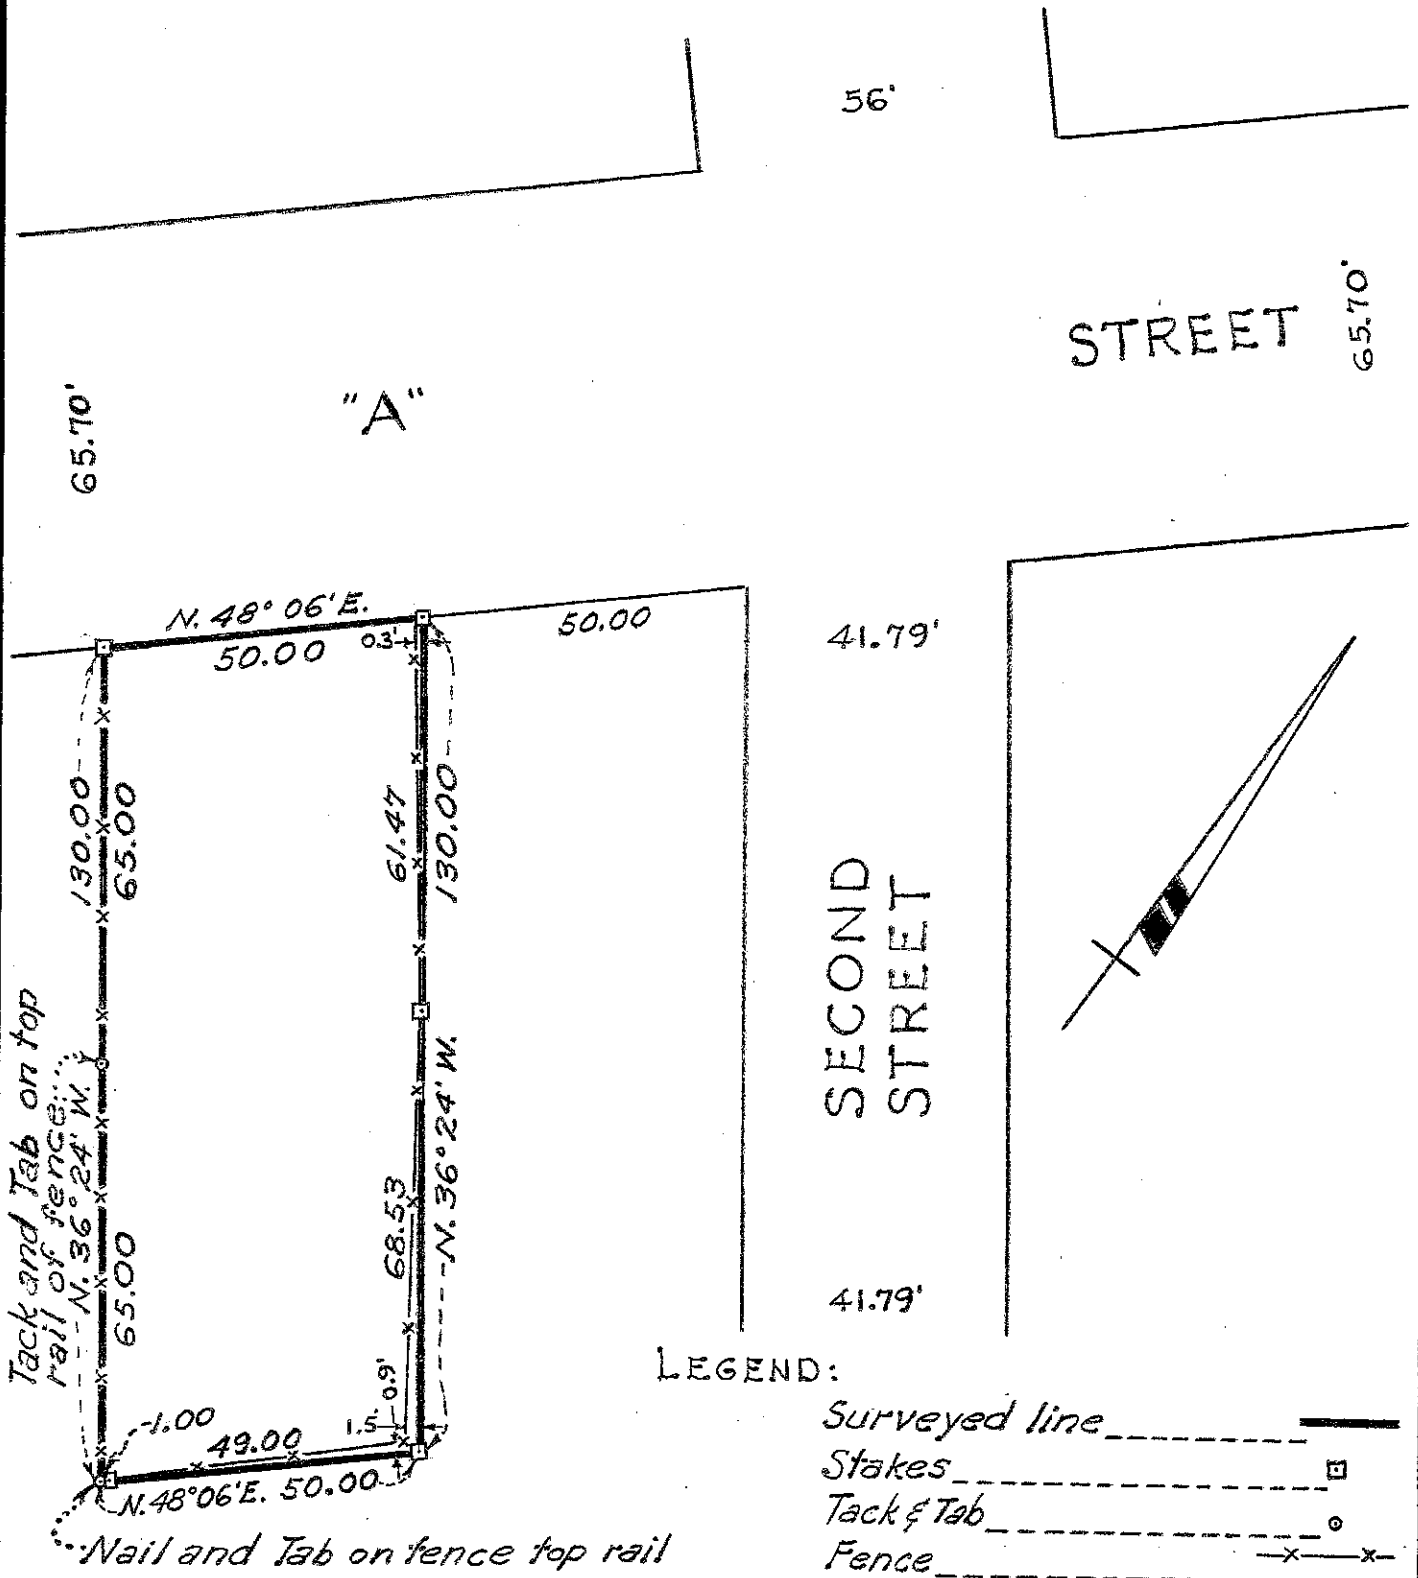 56'
STREET
65.70'
"A"
65.70'
N. 48° 06' E.
50.00
0.3'
50.00
41.79'
130.00
65.00
61.47
130.00
SECOND
STREET
Tack and Tab on top
rail of fence
N. 36° 24' W.
65.00
68.53
N. 36° 24' W.
41.79'
1.00
49.00
1.5'
0.9'
N. 48° 06' E. 50.00
Nail and Tab on fence top rail
LEGEND:
Surveyed line
Stakes
Tack & Tab
Fence